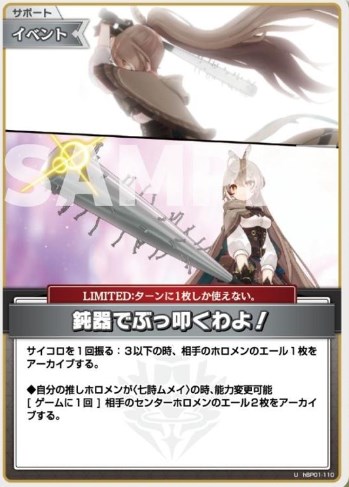 サポート
イベント
SAMPLE
LIMITED:ターンに1枚しか使えない。
鈍器でぶっ叩くわよ!
サイコロを1回振る:3以下の時、相手のホロメンのエール1枚を
アーカイブする。
◆自分の推しホロメンが〈七詩ムメイ〉の時、能力変更可能
[ ゲームに1回 ] 相手のセンターホロメンのエール2枚をアーカイ
ブする。
U hSP01-110